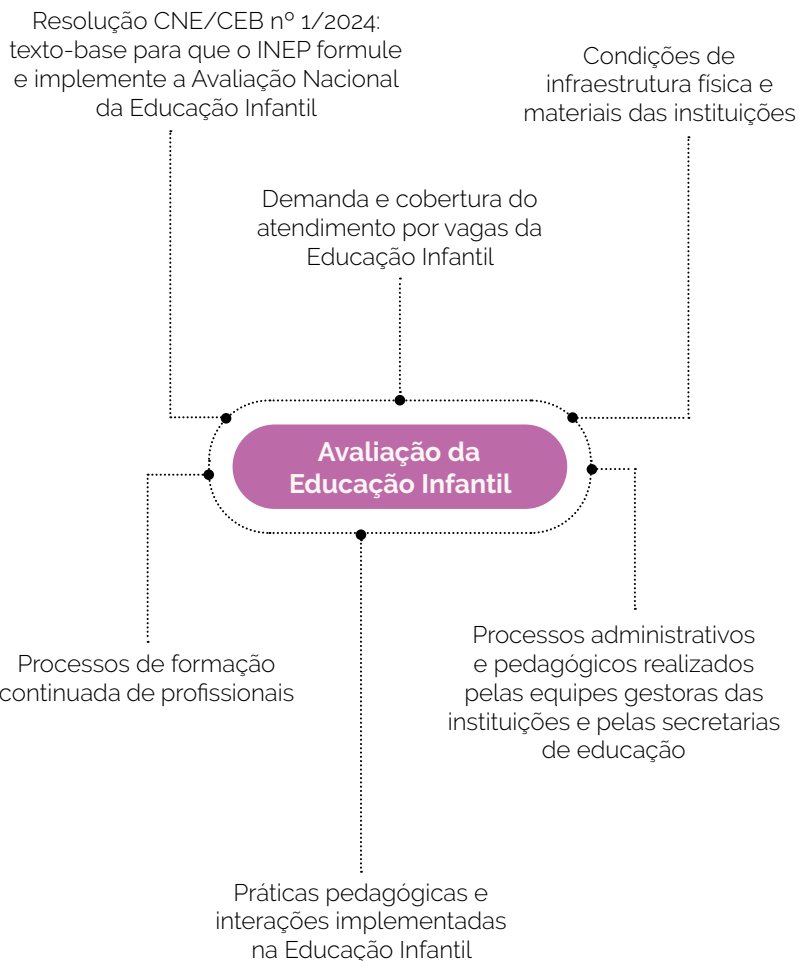 Resolução CNE/CEB nº 1/2024:
texto-base para que o INEP formule
e implemente a Avaliação Nacional
da Educação Infantil
Condições de
infraestrutura física e
materiais das instituições
Demanda e cobertura do
atendimento por vagas da
Educação Infantil
Avaliação da
Educação Infantil
Processos de formação
continuada de profissionais
Processos administrativos
e pedagógicos realizados
pelas equipes gestoras das
instituições e pelas secretarias
de educação
Práticas pedagógicas e
interações implementadas
na Educação Infantil